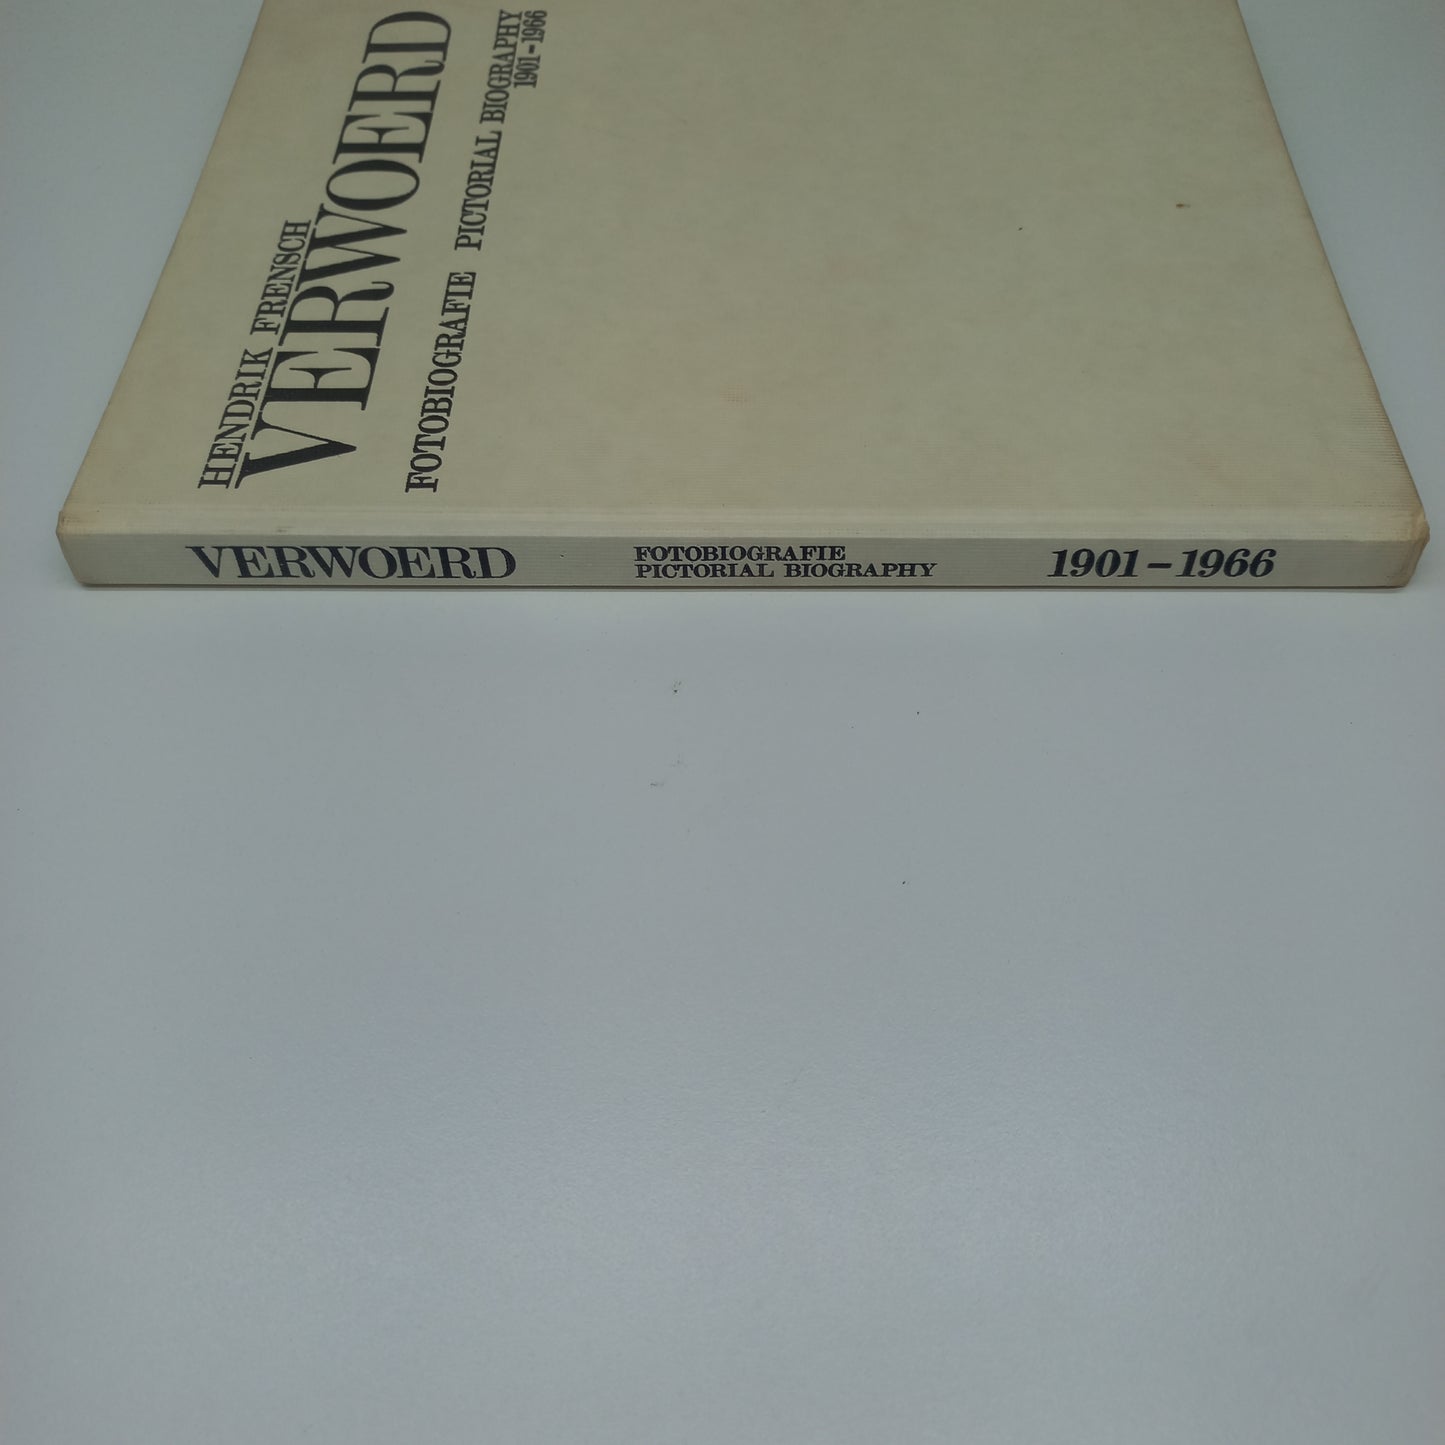 HENDRIK FRENSCH
VERWOERD
FOTOBIOGRAFIE PICTORIAL BIOGRAPHY
1901-1966
VERWOERD
FOTOBIOGRAFIE
PICTORIAL BIOGRAPHY
1901-1966